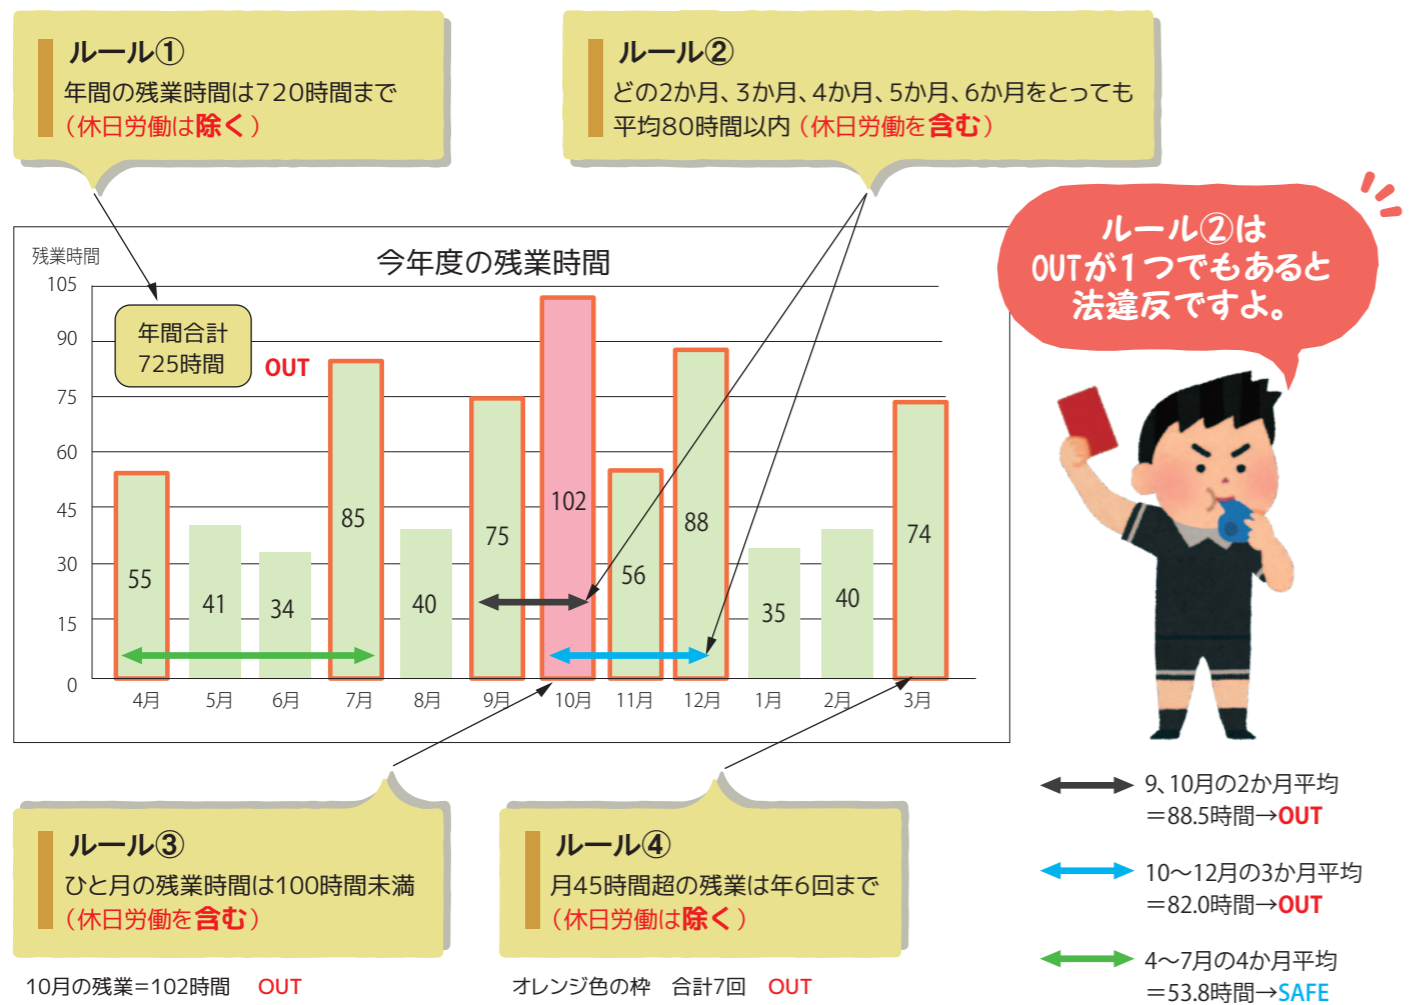 ルール①
年間の残業時間は720時間まで
（休日労働は除く）
ルール②
どの2か月、3か月、4か月、5か月、6か月をとっても
平均80時間以内（休日労働を含む）
ルール②は
OUTが1つでもあると
法違反ですよ。
今年度の残業時間
残業時間
105
90
75
60
45
30
15
0
年間合計
725時間
OUT
55
41
34
85
40
75
102
56
88
35
40
74
4月
5月
6月
7月
8月
9月
10月
11月
12月
1月
2月
3月
ルール③
ひと月の残業時間は100時間未満
（休日労働を含む）
10月の残業=102時間 OUT
ルール④
月45時間超の残業は年6回まで
（休日労働は除く）
オレンジ色の枠 合計7回 OUT
9、10月の2か月平均
＝88.5時間→OUT
10〜12月の3か月平均
＝82.0時間→OUT
4〜7月の4か月平均
＝53.8時間→SAFE